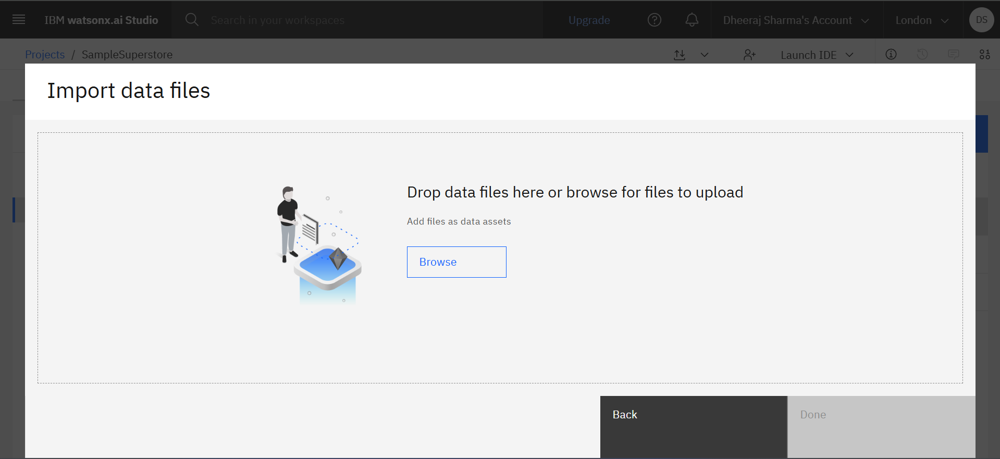 IBM watsonx.ai Studio
Search in your workspaces
Upgrade
Dheeraj Sharma's Account
London
DS
Projects / SampleSuperstore
Launch IDE
Import data files
Drop data files here or browse for files to upload
Add files as data assets
Browse
Back
Done